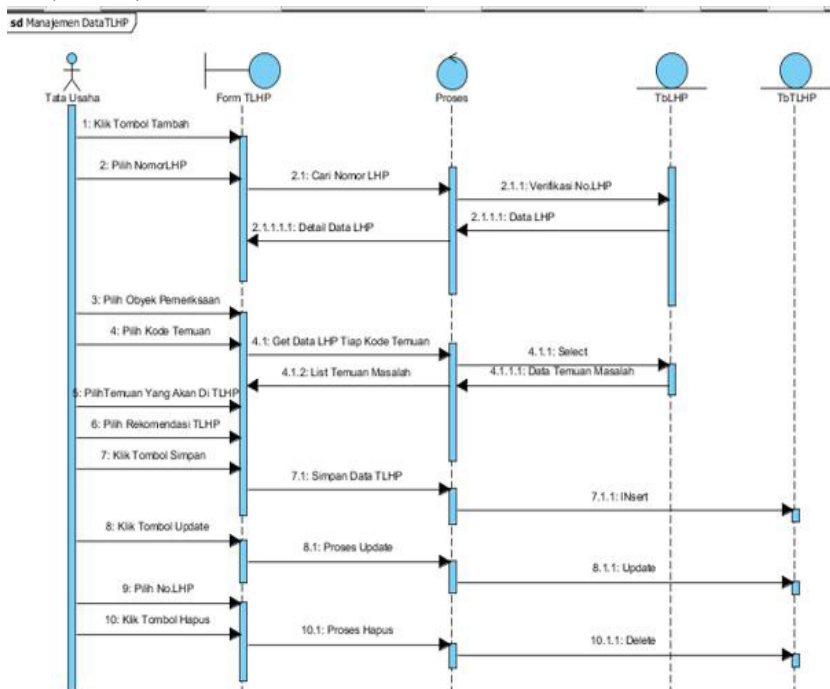 sd Manajemen DataTLHP
Tata Usaha
Form TLHP
Proses
TbLHP
TbTLHP
1: Klik Tombol Tambah
2: Pilih NomorLHP
2.1: Cari Nomor LHP
2.1.1: Verifikasi No.LHP
2.1.1.1: Data LHP
2.1.1.1.1: Detail Data LHP
3: Pilih Obyek Pemeriksaan
4: Pilih Kode Temuan
4.1: Get Data LHP Tiap Kode Temuan
4.1.1: Select
4.1.2: List Temuan Masalah
4.1.1.1: Data Temuan Masalah
5: PilihTemuan Yang Akan Di TLHP
6: Pilih Rekomendasi TLHP
7: Klik Tombol Simpan
7.1: Simpan Data TLHP
7.1.1: INsert
8: Klik Tombol Update
8.1: Proses Update
8.1.1: Update
9: Pilih No.LHP
10: Klik Tombol Hapus
10.1: Proses Hapus
10.1.1: Delete